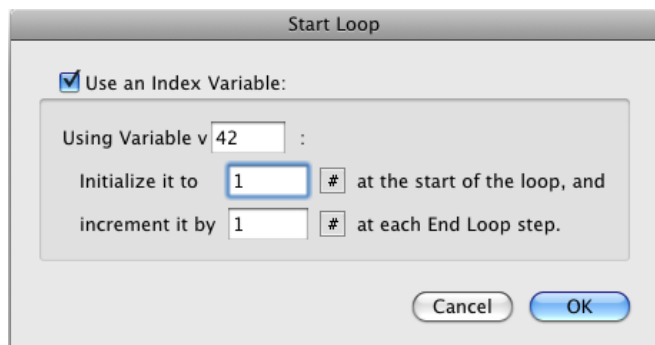 Start Loop
Use an Index Variable:
Using Variable v 42 :
Initialize it to 1 # at the start of the loop, and
increment it by 1 # at each End Loop step.
Cancel OK